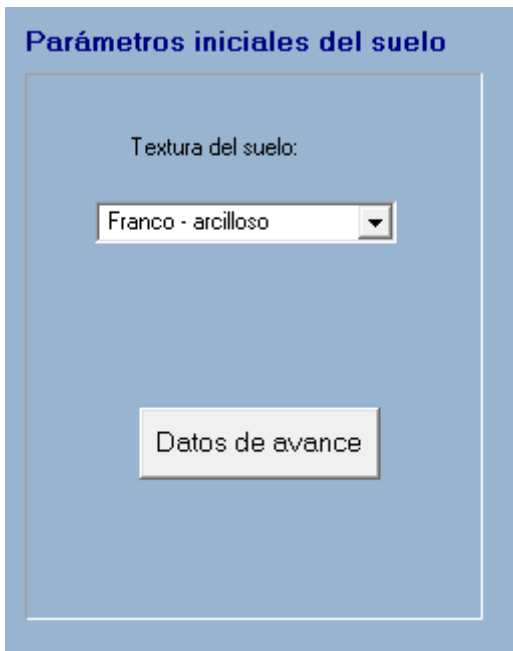 Parámetros iniciales del suelo
Textura del suelo:
Franco - arcilloso
Datos de avance